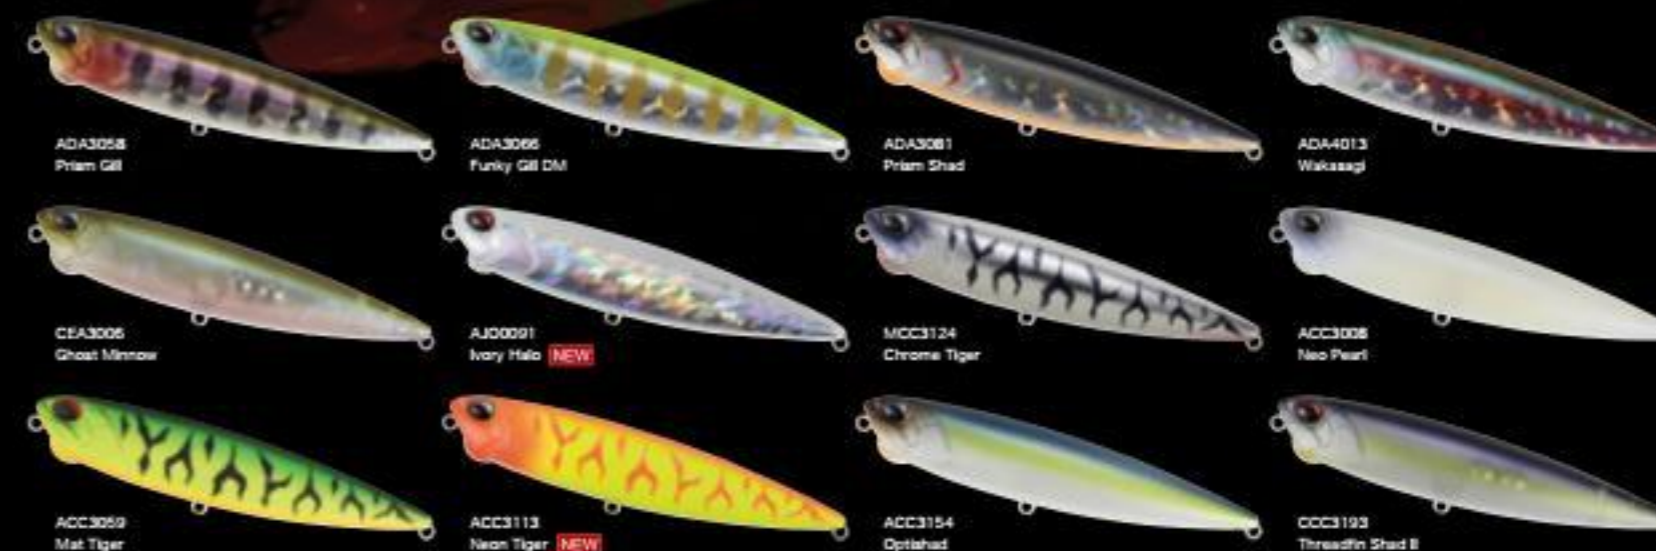 ADA3058
Prism Gill
ADA3066
Funky Gill DM
ADA3081
Prism Shad
ADA4013
Wakasagi
CEA3006
Ghost Minnow
AJO0091
Ivory Halo NEW
MCC3124
Chrome Tiger
ACC3008
Neo Pearl
ACC3059
Mat Tiger
ACC3113
Neon Tiger NEW
ACC3154
Optishad
CCC3193
Threadfin Shad II